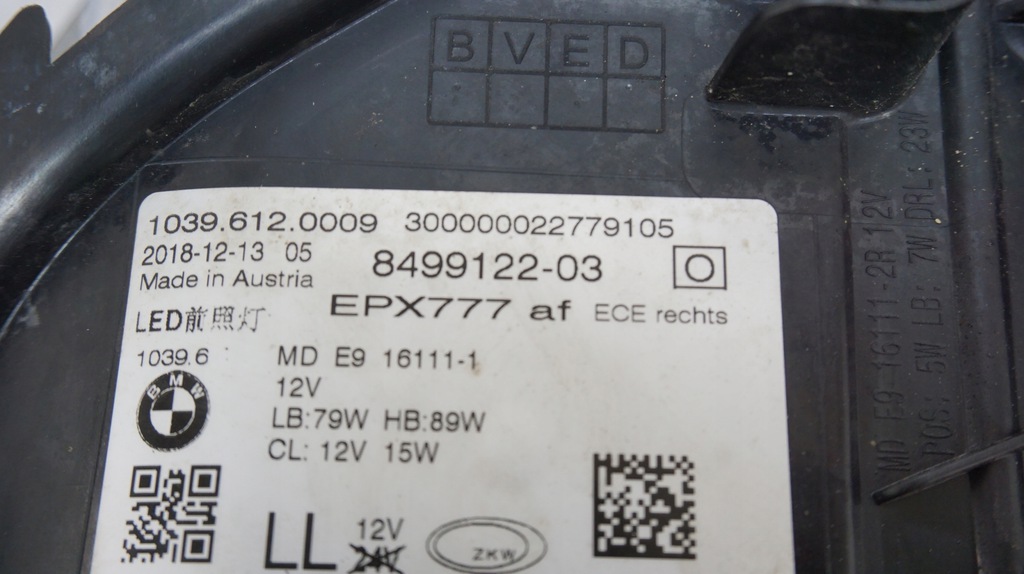 B V E D
1039.612.0009 300000022779105
2018-12-13 05 8499122-03 O
Made in Austria
EPX777 af ECE rechts
LED前照灯
1039.6
MD E9 16111-1
12V
BMW
LB:79W HB:89W
CL: 12V 15W
LL 12V
24V
ZKW
MD E9 16111-2R 12V
POS.: 5W LB: 7W DRL: 23W